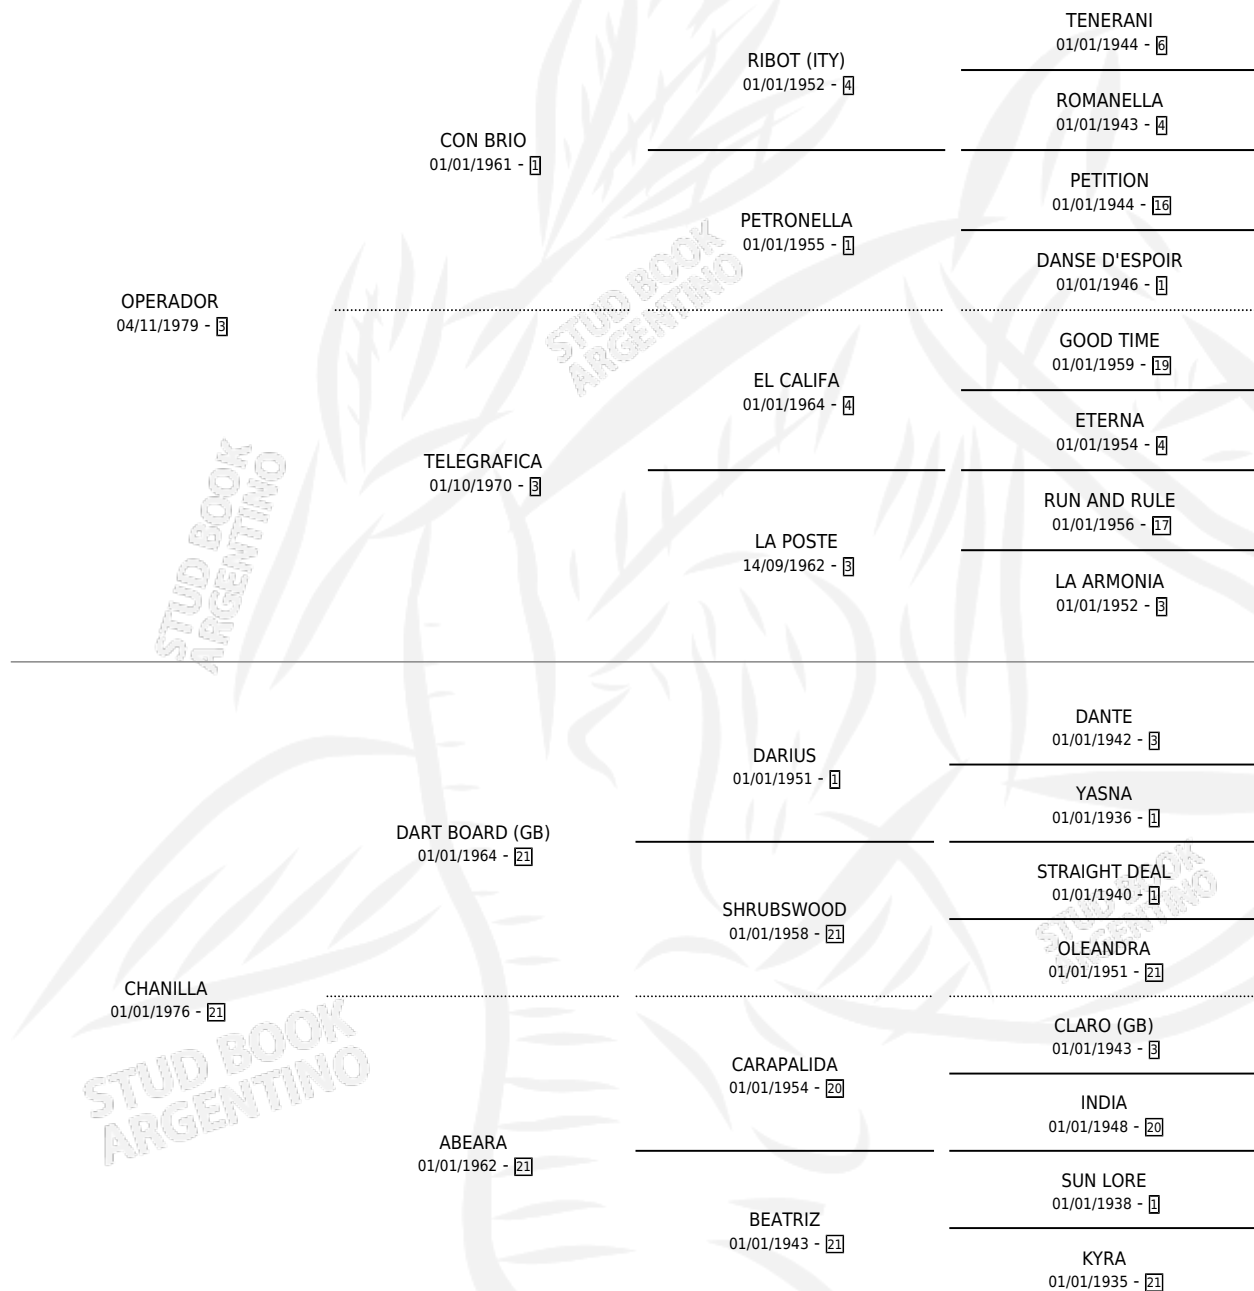 TENERANI
01/01/1944 - 6
RIBOT (ITY)
01/01/1952 - 4
ROMANELLA
01/01/1943 - 4
CON BRIO
01/01/1961 - 1
PETITION
01/01/1944 - 16
PETRONELLA
01/01/1955 - 1
DANSE D'ESPOIR
01/01/1946 - 1
OPERADOR
04/11/1979 - 3
GOOD TIME
01/01/1959 - 19
EL CALIFA
01/01/1964 - 4
ETERNA
01/01/1954 - 4
TELEGRAFICA
01/10/1970 - 3
RUN AND RULE
01/01/1956 - 17
LA POSTE
14/09/1962 - 3
LA ARMONIA
01/01/1952 - 3
STUD BOOK
ARGENTINO
STUD BOOK
ARGENTINO
DANTE
01/01/1942 - 3
DARIUS
01/01/1951 - 1
YASNA
01/01/1936 - 1
DART BOARD (GB)
01/01/1964 - 21
STRAIGHT DEAL
01/01/1940 - 1
SHRUBSWOOD
01/01/1958 - 21
OLEANDRA
01/01/1951 - 21
STUD BOOK
ARGENTINO
CHANILLA
01/01/1976 - 21
CLARO (GB)
01/01/1943 - 3
CARAPALIDA
01/01/1954 - 20
INDIA
01/01/1948 - 20
STUD BOOK
ARGENTINO
ABEARA
01/01/1962 - 21
SUN LORE
01/01/1938 - 1
BEATRIZ
01/01/1943 - 21
KYRA
01/01/1935 - 21